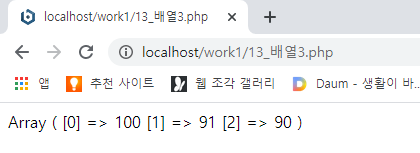 localhost/work1/13_배열3.php
localhost/work1/13_배열3.php
앱 추천 사이트 웹 조각 갤러리 Daum - 생활이 바...
Array ( [0] => 100 [1] => 91 [2] => 90 )